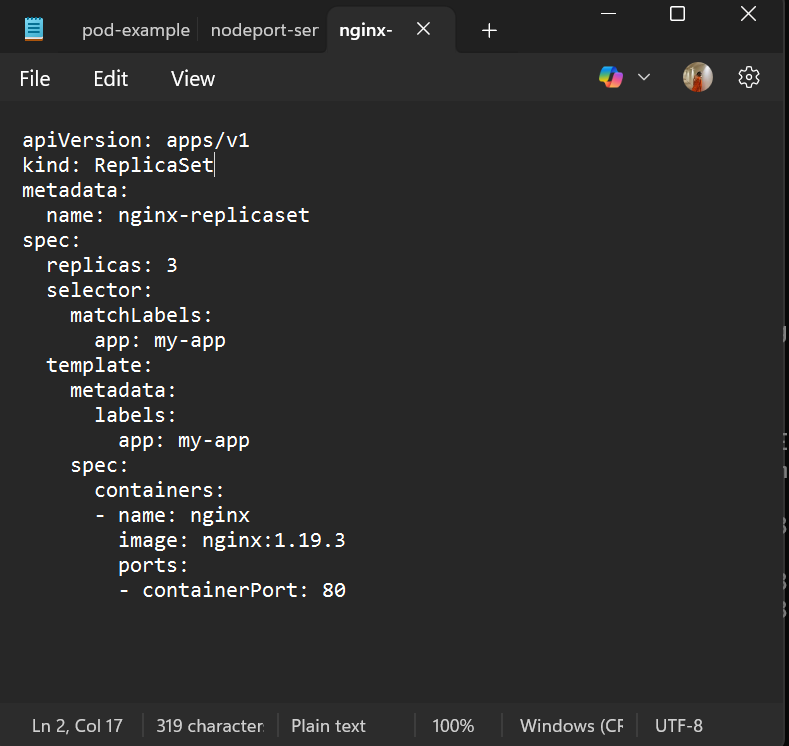 pod-example
nodeport-ser
nginx-
File Edit View
apiVersion: apps/v1
kind: ReplicaSet
metadata:
  name: nginx-replicaset
spec:
  replicas: 3
  selector:
    matchLabels:
      app: my-app
  template:
    metadata:
      labels:
        app: my-app
    spec:
      containers:
      - name: nginx
        image: nginx:1.19.3
        ports:
        - containerPort: 80
Ln 2, Col 17 319 character Plain text 100% Windows (CF UTF-8